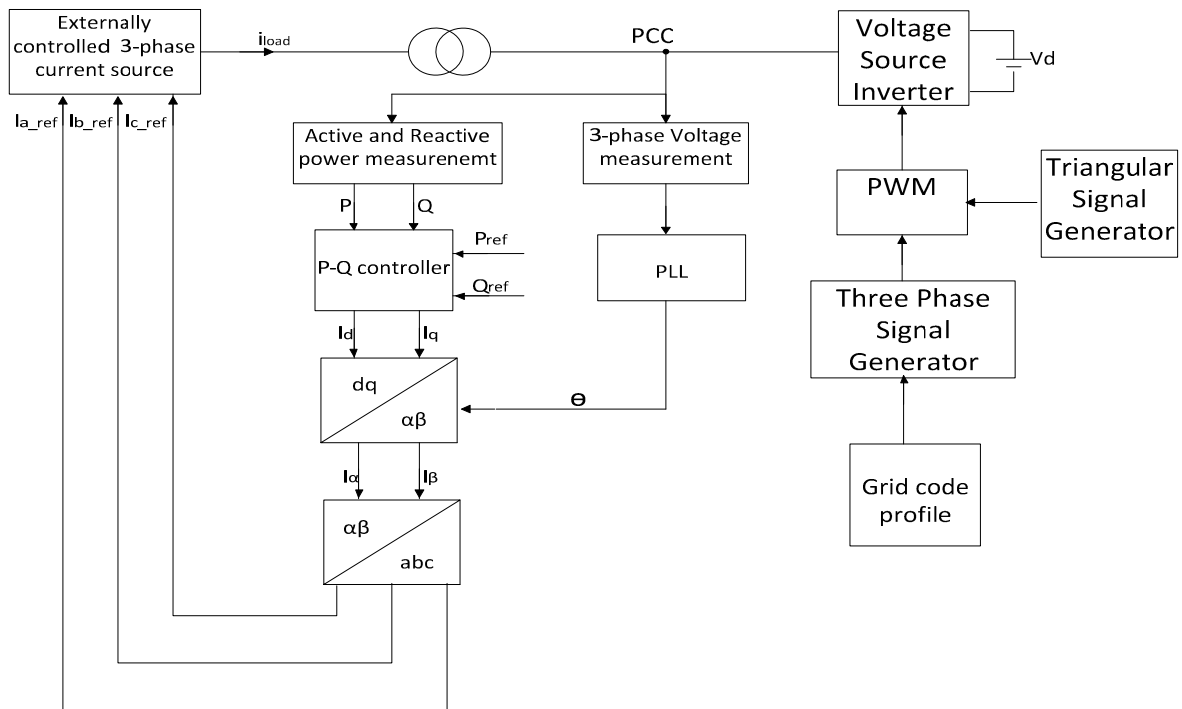 Externally
controlled 3-phase
current source
iload
PCC
Voltage
Source
Inverter
Vd
Ia_ref
Ib_ref
Ic_ref
Active and Reactive
power measurenemt
3-phase Voltage
measurement
PWM
Triangular
Signal
Generator
P
Q
P-Q controller
Pref
Qref
PLL
Three Phase
Signal
Generator
Id
Iq
dq
αβ
ɵ
Iα
Iβ
Grid code
profile
αβ
abc